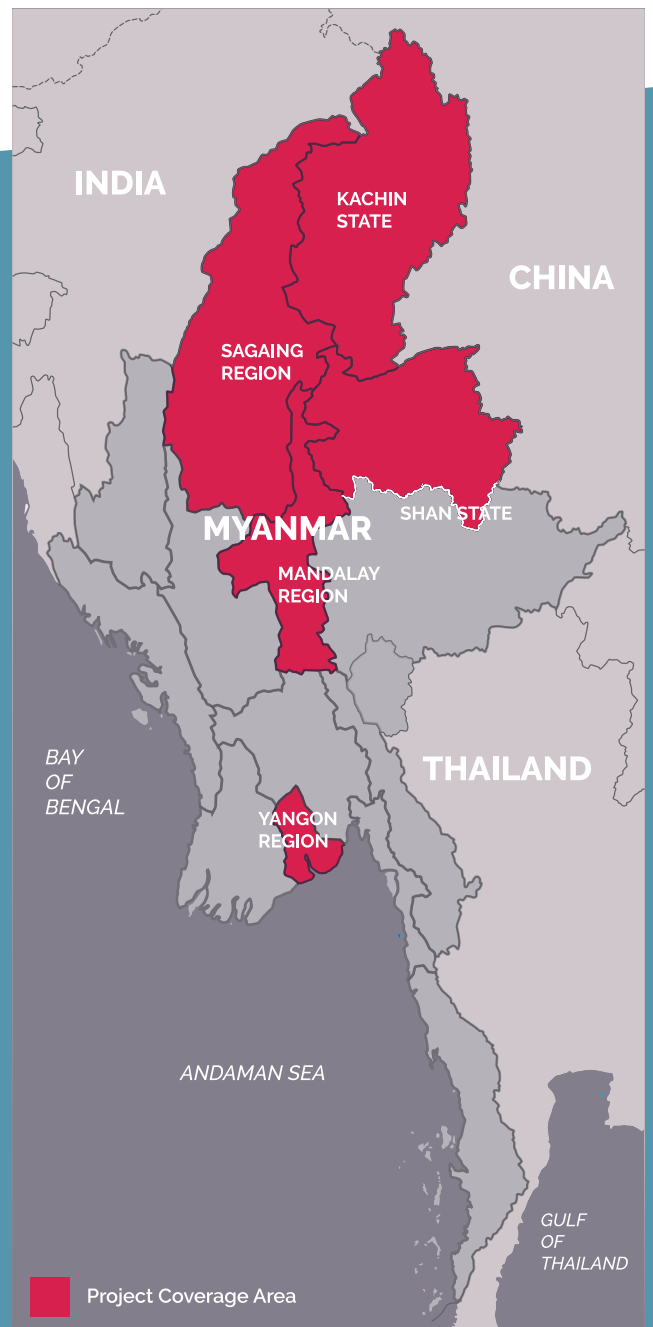 INDIA
KACHIN
STATE
CHINA
SAGAING
REGION
SHAN STATE
MYANMAR
MANDALAY
REGION
BAY
OF
BENGAL
THAILAND
YANGON
REGION
ANDAMAN SEA
GULF
OF
THAILAND
Project Coverage Area